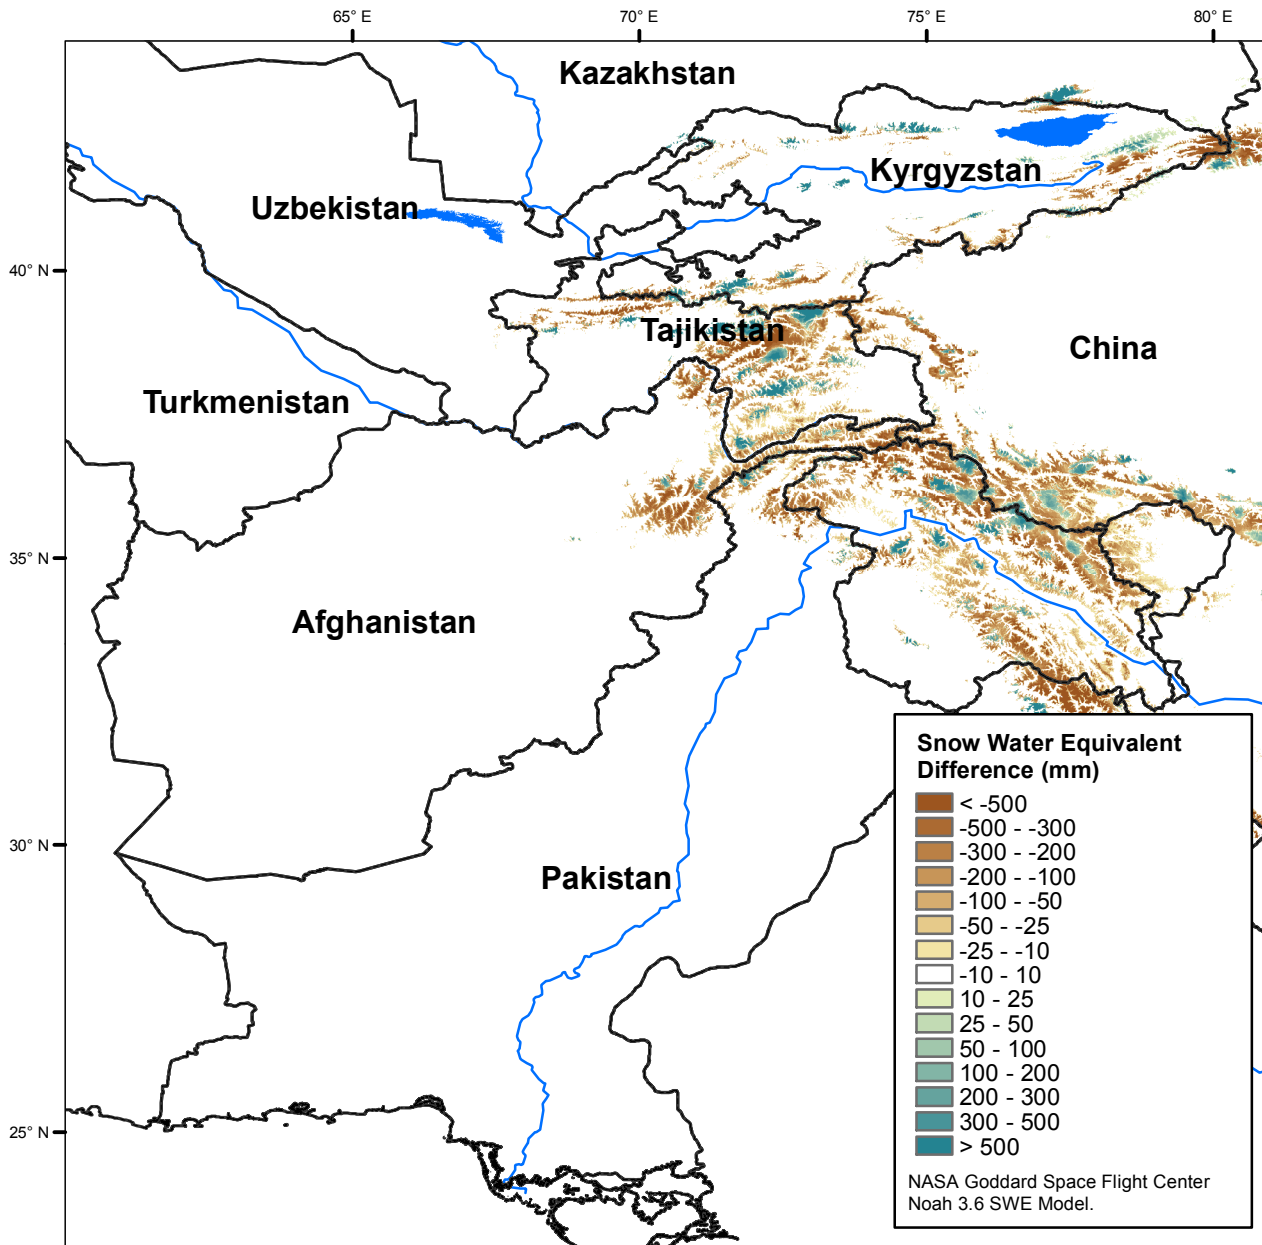 65° E
70° E
75° E
80° E
Kazakhstan
Kyrgyzstan
Uzbekistan
40° N
Tajikistan
China
Turkmenistan
35° N
Afghanistan
30° N
Pakistan
25° N
Snow Water Equivalent
Difference (mm)
< -500
-500 - -300
-300 - -200
-200 - -100
-100 - -50
-50 - -25
-25 - -10
-10 - 10
10 - 25
25 - 50
50 - 100
100 - 200
200 - 300
300 - 500
> 500
NASA Goddard Space Flight Center
Noah 3.6 SWE Model.